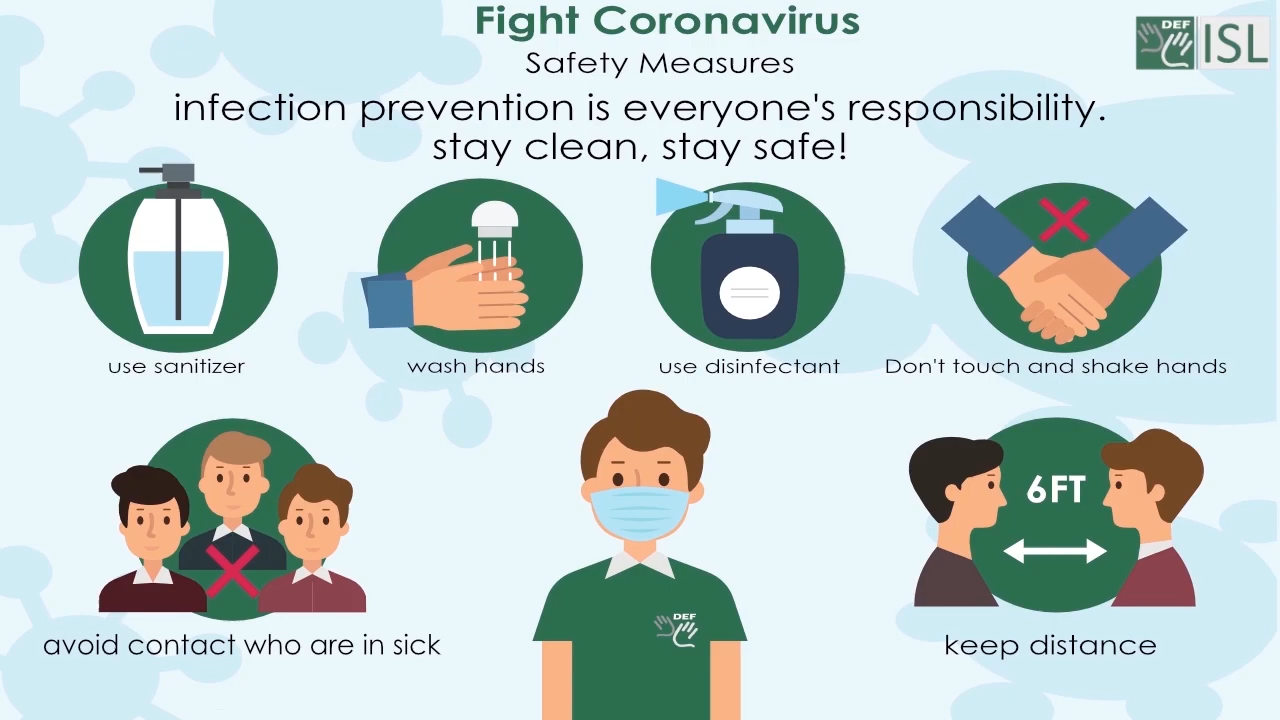 Fight Coronavirus
DEF
ISL
Safety Measures
infection prevention is everyone's responsibility.
stay clean, stay safe!
use sanitizer
wash hands
use disinfectant
Don't touch and shake hands
6FT
DEF
avoid contact who are in sick
keep distance